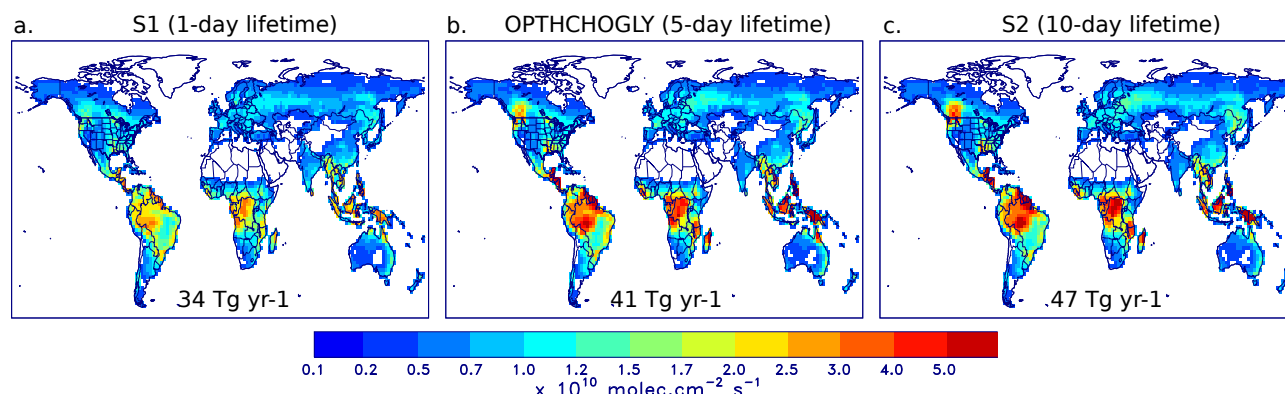 a. S1 (1-day lifetime) b. OPTHCHOGLY (5-day lifetime) c. S2 (10-day lifetime)
34 Tg yr-1 41 Tg yr-1 47 Tg yr-1
0.1 0.2 0.5 0.7 1.0 1.2 1.5 1.7 2.0 2.5 3.0 4.0 5.0
x 10¹⁰ molec.cm⁻² s⁻¹